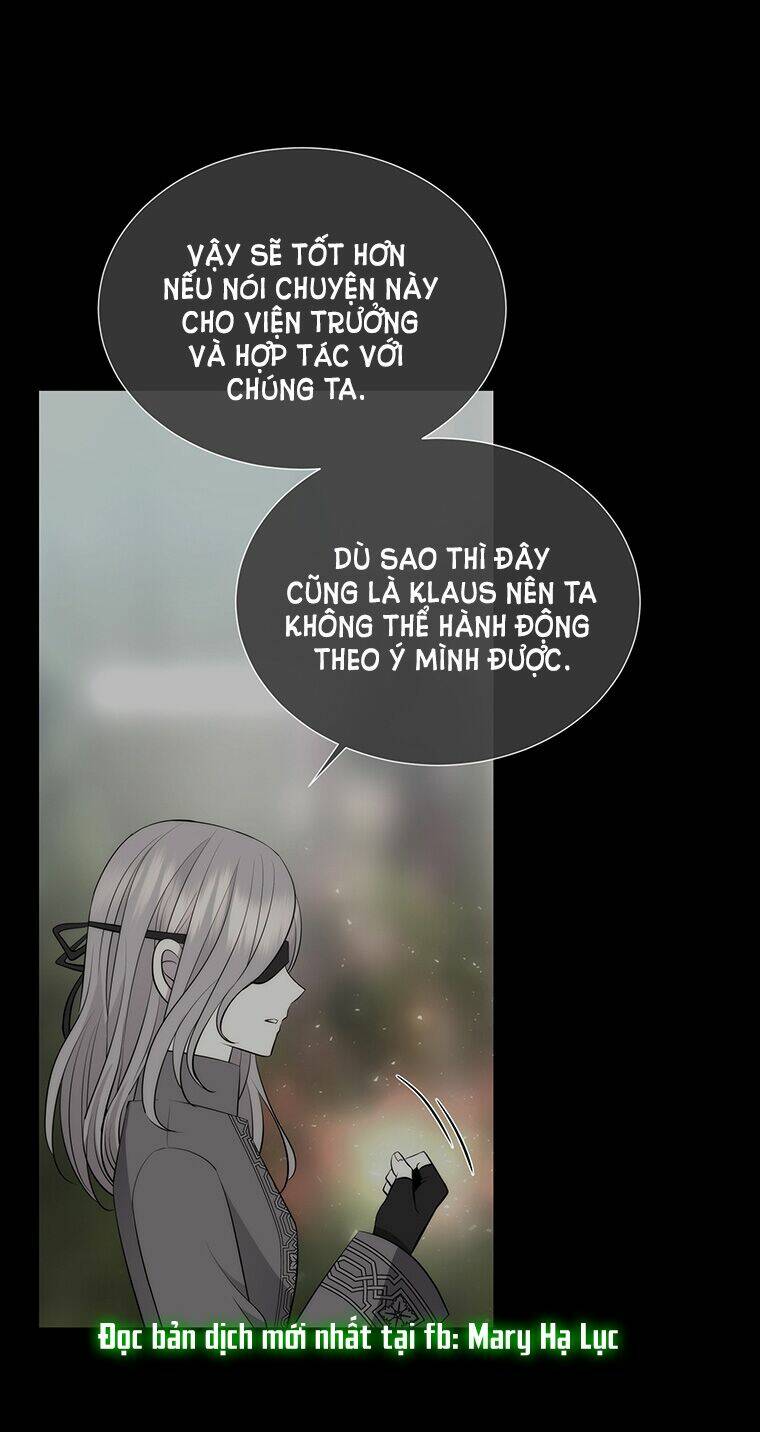 VẬY SẼ TỐT HƠN
NẾU NÓI CHUYỆN NÀY
CHO VIỆN TRƯỞNG
VÀ HỢP TÁC VỚI
CHÚNG TA.
DÙ SAO THÌ ĐÂY
CŨNG LÀ KLAUS NÊN TA
KHÔNG THỂ HÀNH ĐỘNG
THEO Ý MÌNH ĐƯỢC.
Đọc bản dịch mới nhất tại fb: Mary Hạ Lục